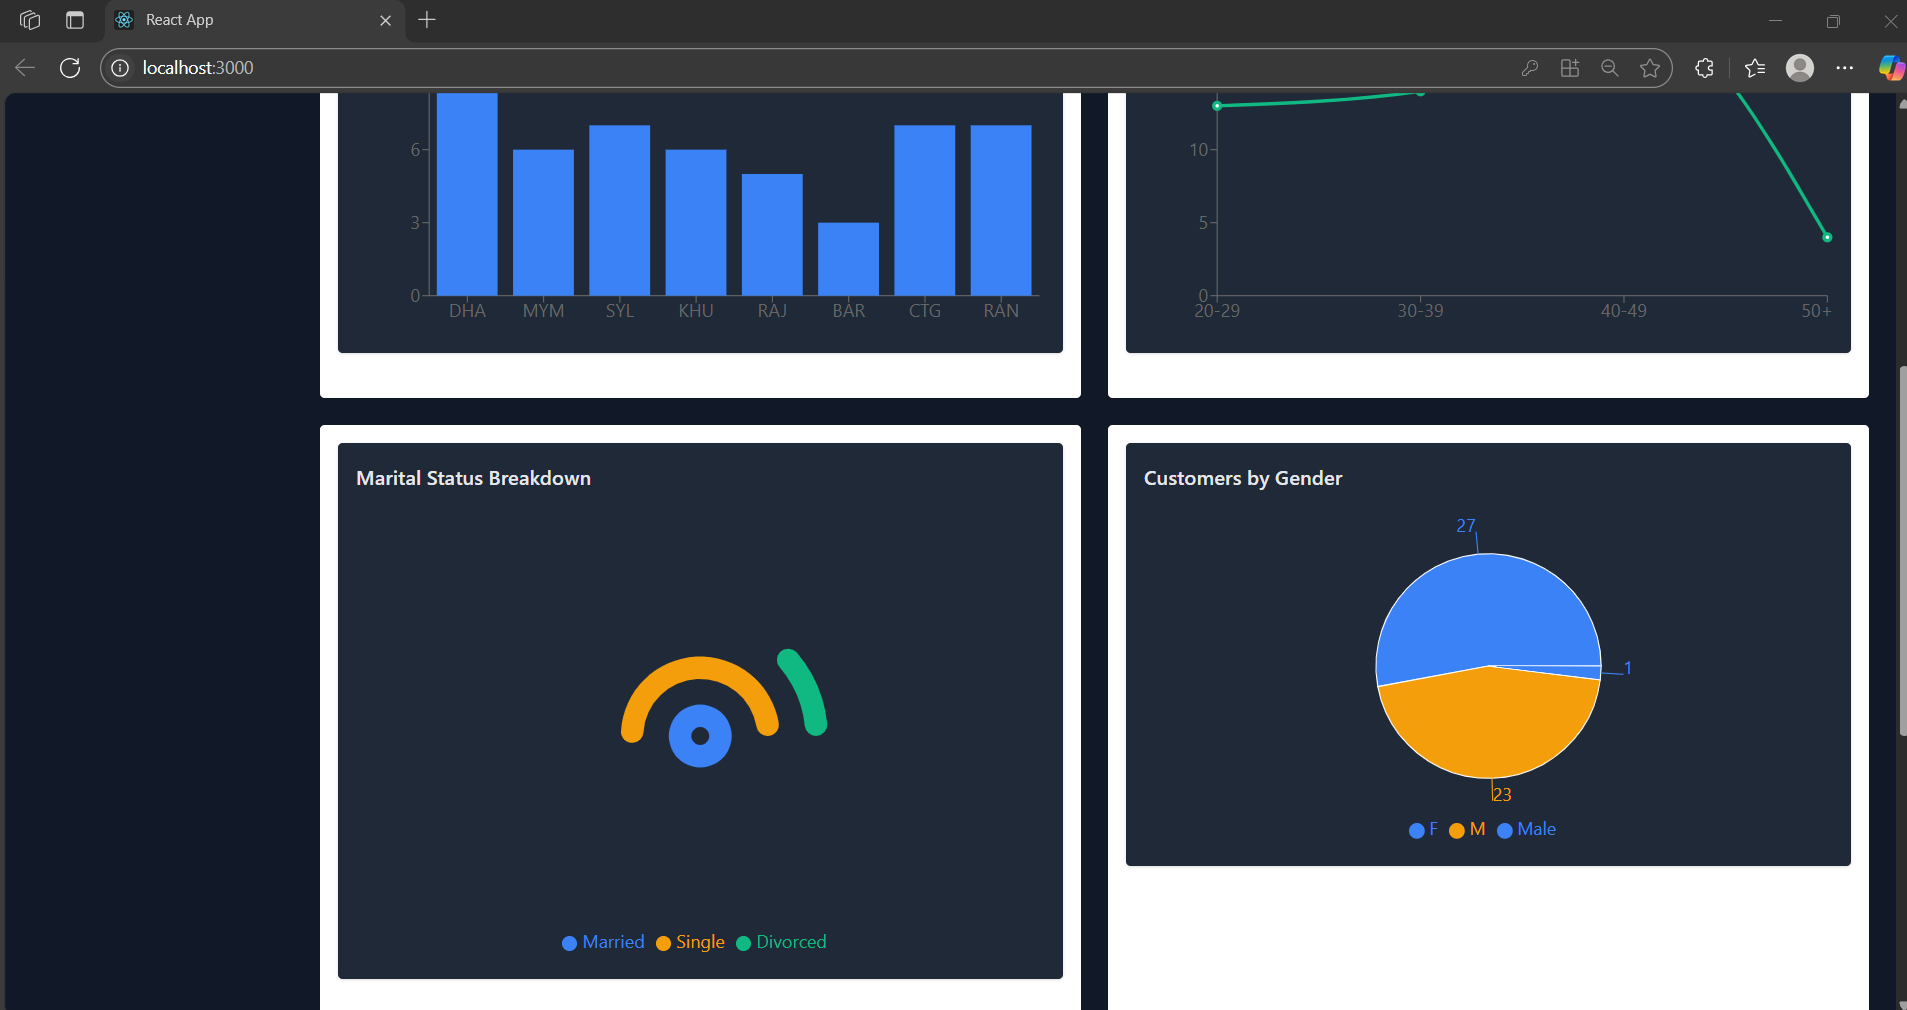 React App
localhost:3000
6
3
0
DHA MYM SYL KHU RAJ BAR CTG RAN
10
5
0
20-29 30-39 40-49 50+
Marital Status Breakdown
Married Single Divorced
Customers by Gender
27
1
23
F M Male